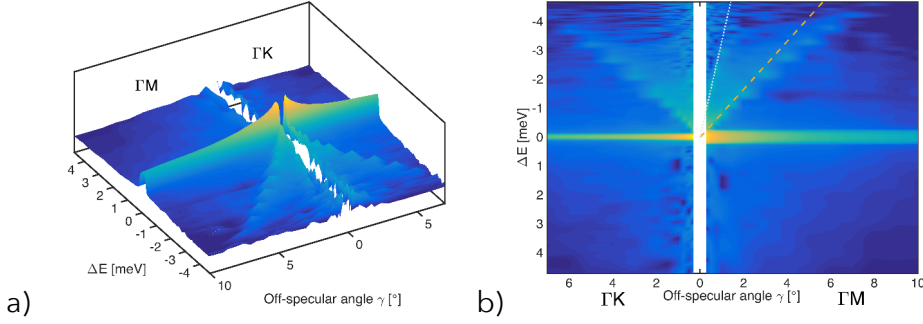 a)
ΓM
ΓK
4
3
2
1
0
-1
-2
-3
-4
ΔE [meV]
10
5
0
5
Off-specular angle γ [°]
b)
ΔE [meV]
-4
-3
-2
-1
0
1
2
3
4
6 4 2 0 2 4 6 8 10
ΓK Off-specular angle γ [°] ΓM